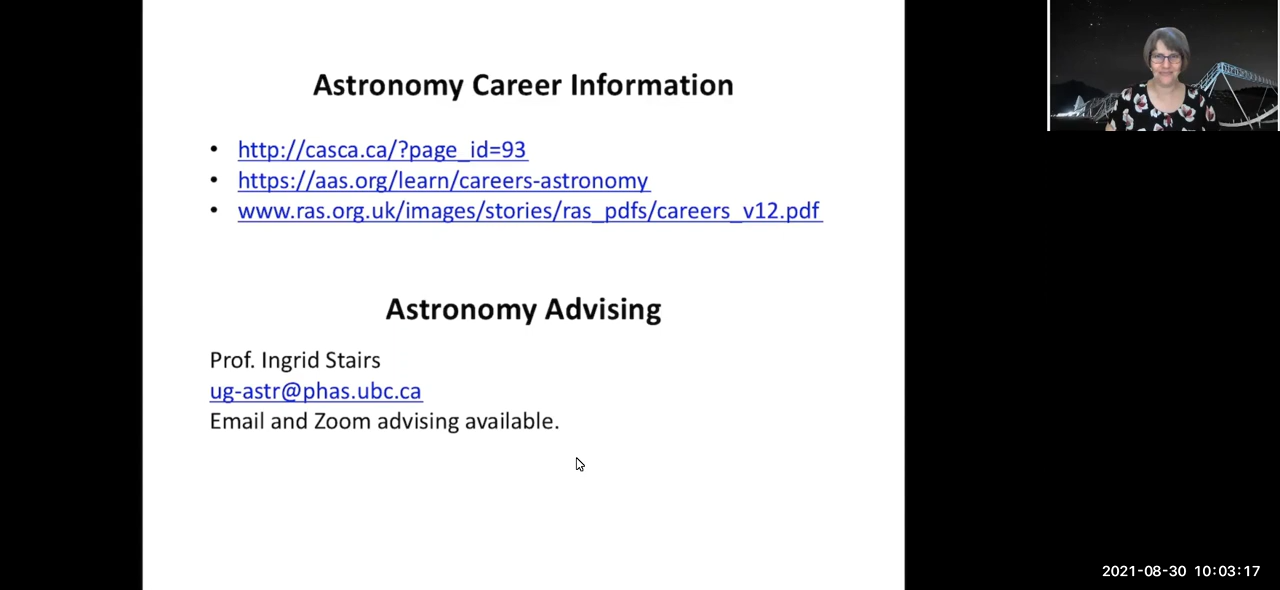 Astronomy Career Information
• http://casca.ca/?page_id=93
• https://aas.org/learn/careers-astronomy
• www.ras.org.uk/images/stories/ras_pdfs/careers_v12.pdf
Astronomy Advising
Prof. Ingrid Stairs
ug-astr@phas.ubc.ca
Email and Zoom advising available.
2021-08-30 10:03:17